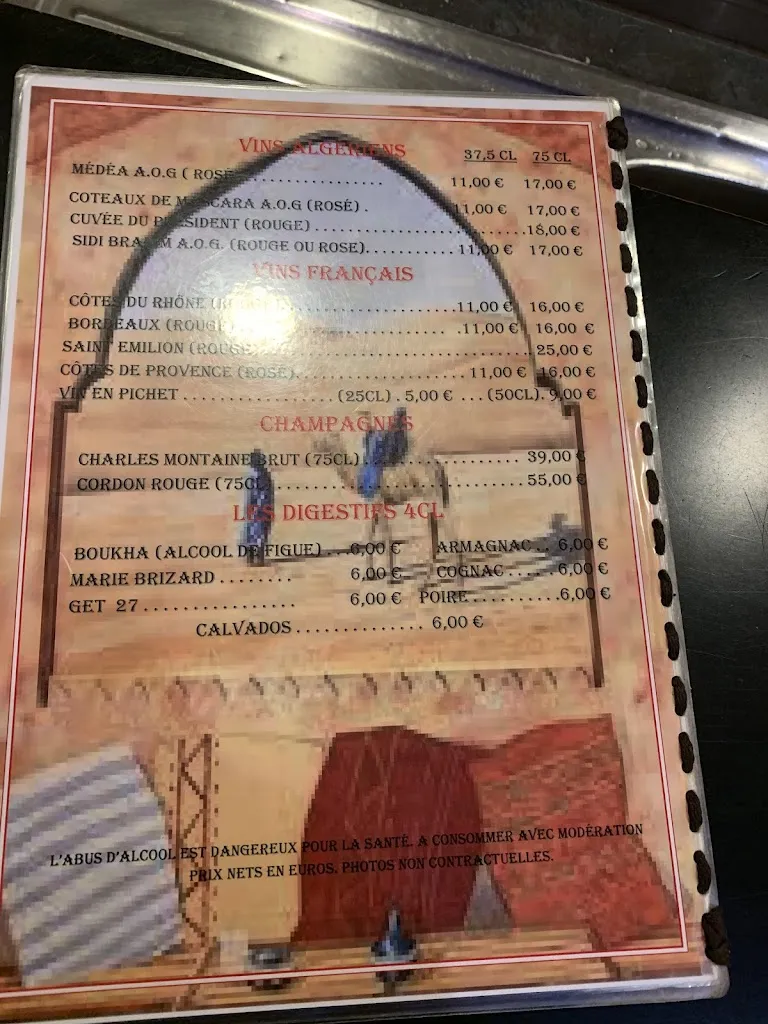 VINS ALGÉRIENS 37,5 CL 75 CL
MÉDÉA A.O.G ( ROSÉ ................ 11,00 € 17,00 €
COTEAUX DE MASCARA A.O.G (ROSÉ) . 11,00 € 17,00 €
CUVÉE DU PRÉSIDENT (ROUGE) ........................ 18,00 €
SIDI BRAHIM A.O.G. (ROUGE OU ROSE).......... 11,00 € 17,00 €
VINS FRANÇAIS
CÔTES DU RHÔNE (ROUGE) .................. 11,00 € 16,00 €
BORDEAUX (ROUGE) .11,00 € 16,00 €
SAINT EMILION (ROUGE) .............................. 25,00 €
CÔTES DE PROVENCE (ROSÉ)................. 11,00 € 16,00 €
VIN EN PICHET ................ (25CL) . 5,00 € ... (50CL). 9,00 €
CHAMPAGNES
CHARLES MONTAINE BRUT (75CL) .................. 39,00 €
CORDON ROUGE (75CL) ............................. 55,00 €
LES DIGESTIFS 4CL
BOUKHA (ALCOOL DE FIGUE) ...6,00 € ARMAGNAC .. 6,00 €
MARIE BRIZARD ........ 6,00 € COGNAC ..... 6,00 €
GET 27 ................ 6,00 € POIRE ..........6,00 €
CALVADOS ............. 6,00 €
L'ABUS D'ALCOOL EST DANGEREUX POUR LA SANTÉ. A CONSOMMER AVEC MODÉRATION
PRIX NETS EN EUROS. PHOTOS NON CONTRACTUELLES.